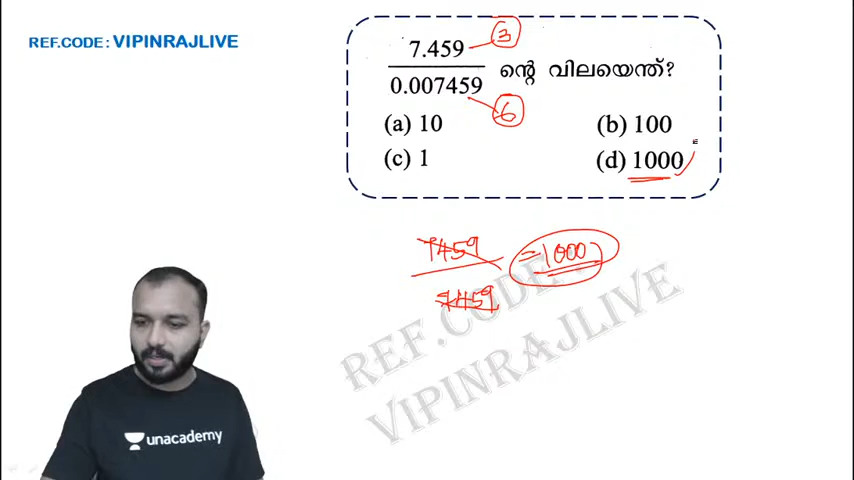 REF.CODE : VIPINRAJLIVE
7.459 3
0.007459 ന്റെ വിലയെന്ത്?
6
(a) 10 (b) 100
(c) 1 (d) 1000
7459 =1000
7459
REF.CODE
VIPINRAJLIVE
unacademy